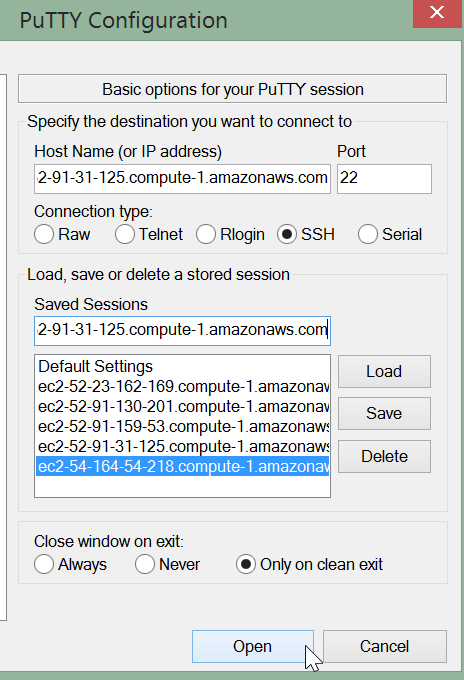 PuTTY Configuration
Basic options for your PuTTY session
Specify the destination you want to connect to
Host Name (or IP address) Port
2-91-31-125.compute-1.amazonaws.com 22
Connection type:
Raw Telnet Rlogin SSH Serial
Load, save or delete a stored session
Saved Sessions
2-91-31-125.compute-1.amazonaws.com
Default Settings
ec2-52-23-162-169.compute-1.amazonaw
Load
ec2-52-91-130-201.compute-1.amazonaw
ec2-52-91-159-53.compute-1.amazonaws
Save
ec2-52-91-31-125.compute-1.amazonaws
ec2-54-164-54-218.compute-1.amazonaw
Delete
Close window on exit:
Always Never Only on clean exit
Open Cancel